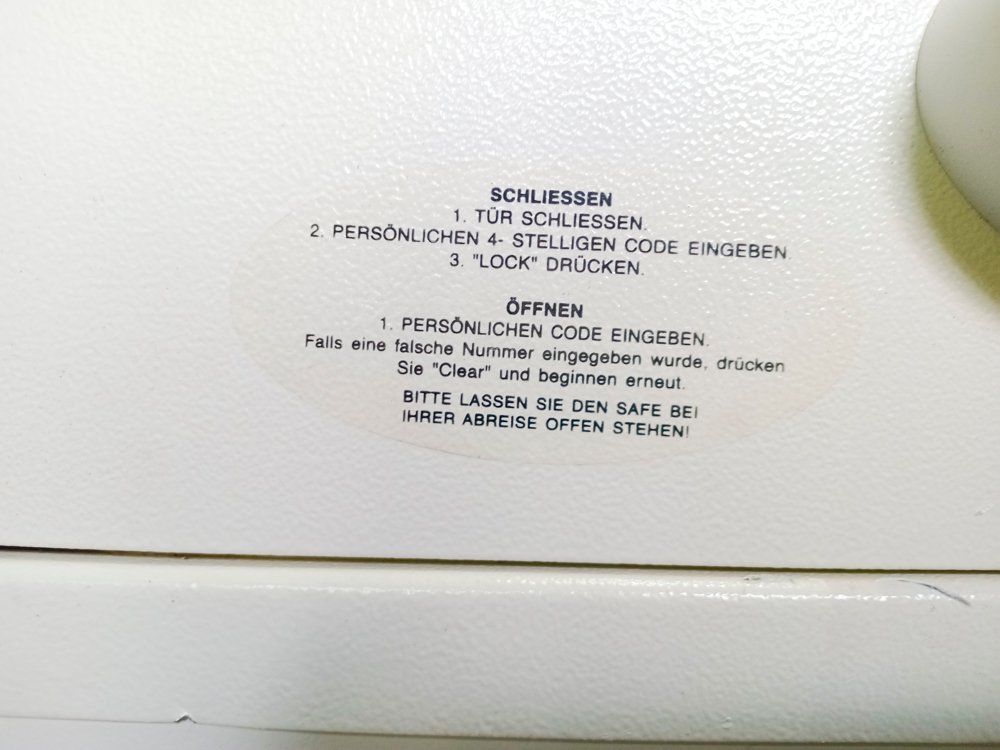 SCHLIESSEN
1. TÜR SCHLIESSEN.
2. PERSÖNLICHEN 4- STELLIGEN CODE EINGEBEN
3. "LOCK" DRÜCKEN.
ÖFFNEN
1. PERSÖNLICHEN CODE EINGEBEN.
Falls eine falsche Nummer eingegeben wurde, drücken
Sie "Clear" und beginnen erneut.
BITTE LASSEN SIE DEN SAFE BEI
IHRER ABREISE OFFEN STEHEN!